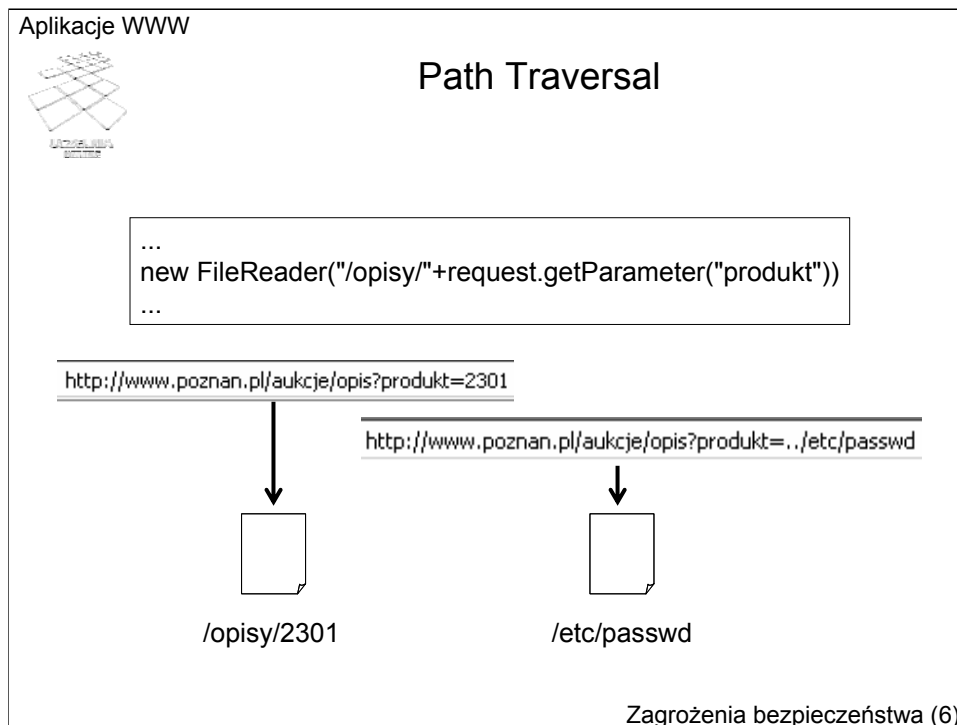 Aplikacje WWW
Path Traversal
...
new FileReader("/opisy/"+request.getParameter("produkt"))
...
http://www.poznan.pl/aukcje/opis?produkt=2301
http://www.poznan.pl/aukcje/opis?produkt=../etc/passwd
/opisy/2301
/etc/passwd
Zagrożenia bezpieczeństwa (6)